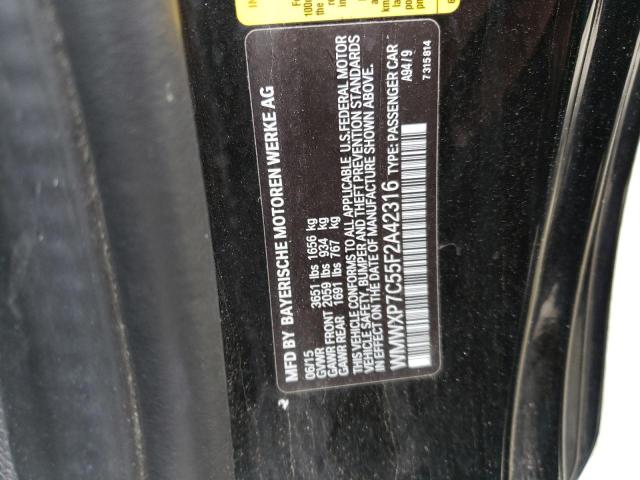 MFD BY BAYERISCHE MOTOREN WERKE AG
06/15
GVWR 3651 lbs 1656 kg
GAWR FRONT 2059 lbs 934 kg
GAWR REAR 1691 lbs 767 kg
THIS VEHICLE CONFORMS TO ALL APPLICABLE U.S.FEDERAL MOTOR
VEHICLE SAFETY, BUMPER AND THEFT PREVENTION STANDARDS
IN EFFECT ON THE DATE OF MANUFACTURE SHOWN ABOVE.
WMWXP7C55F2A42316 TYPE: PASSENGER CAR
A94/9
7315814